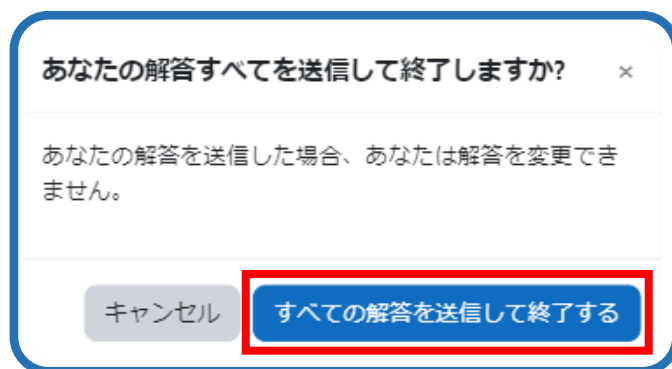 あなたの解答すべてを送信して終了しますか? ×
あなたの解答を送信した場合、あなたは解答を変更でき
ません。
キャンセル すべての解答を送信して終了する